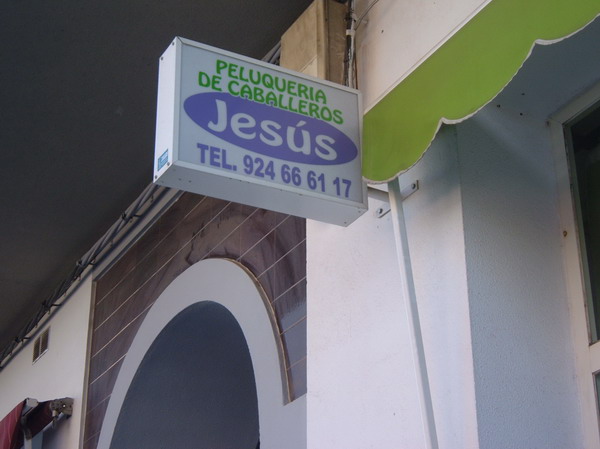 PELUQUERIA
DE CABALLEROS
Jesús
TEL. 924 66 61 17